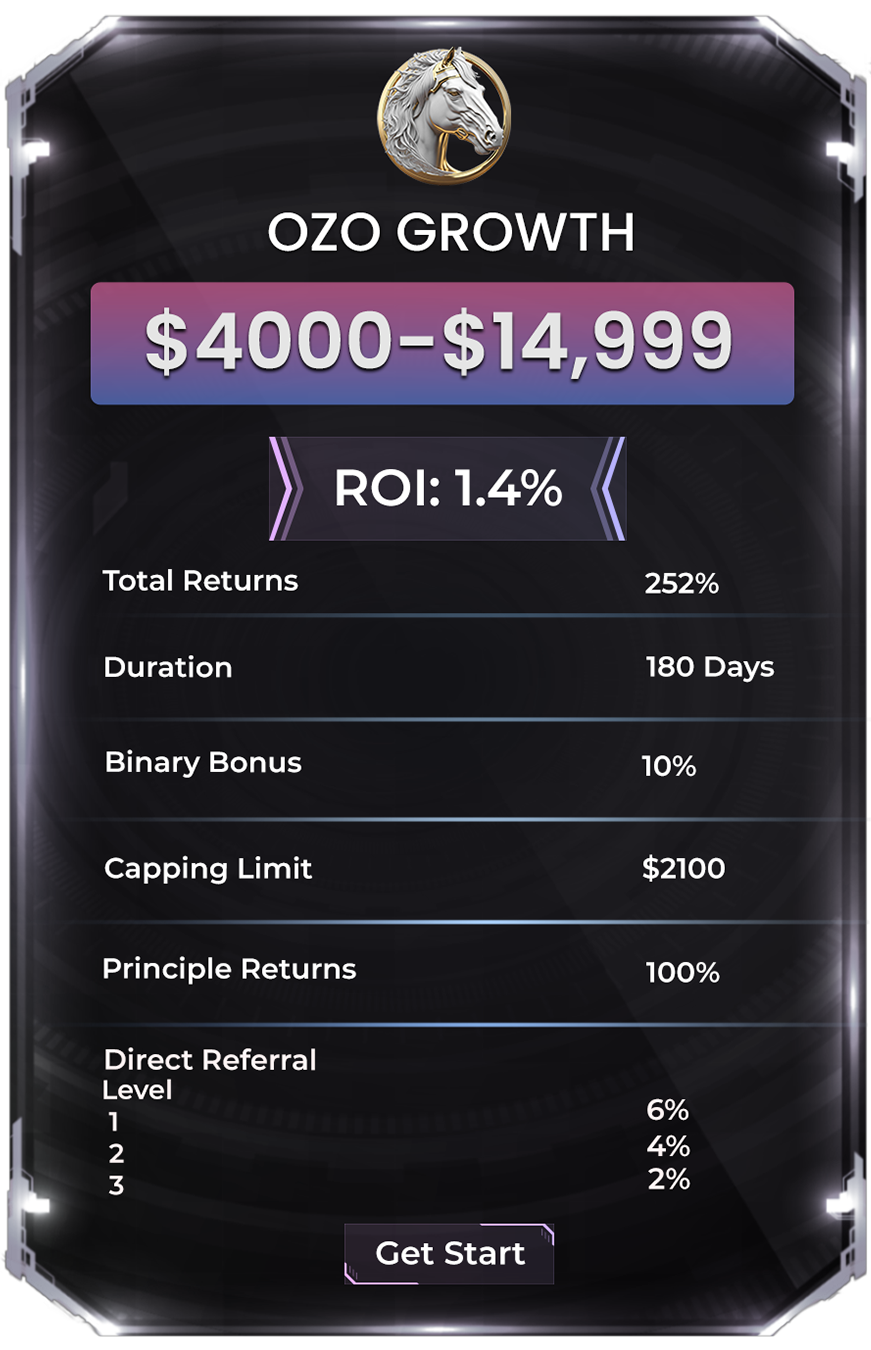 OZO GROWTH
$4000-$14,999
ROI: 1.4%
Total Returns 252%
Duration 180 Days
Binary Bonus 10%
Capping Limit $2100
Principle Returns 100%
Direct Referral
Level
1 6%
2 4%
3 2%
Get Start